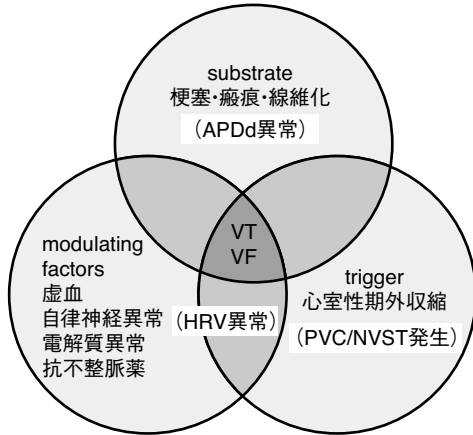 substrate
梗塞・瘢痕・線維化
（APDd異常）
VT
VF
modulating
factors
虚血
自律神経異常
電解質異常
抗不整脈薬
（HRV異常）
trigger
心室性期外収縮
（PVC/NVST発生）